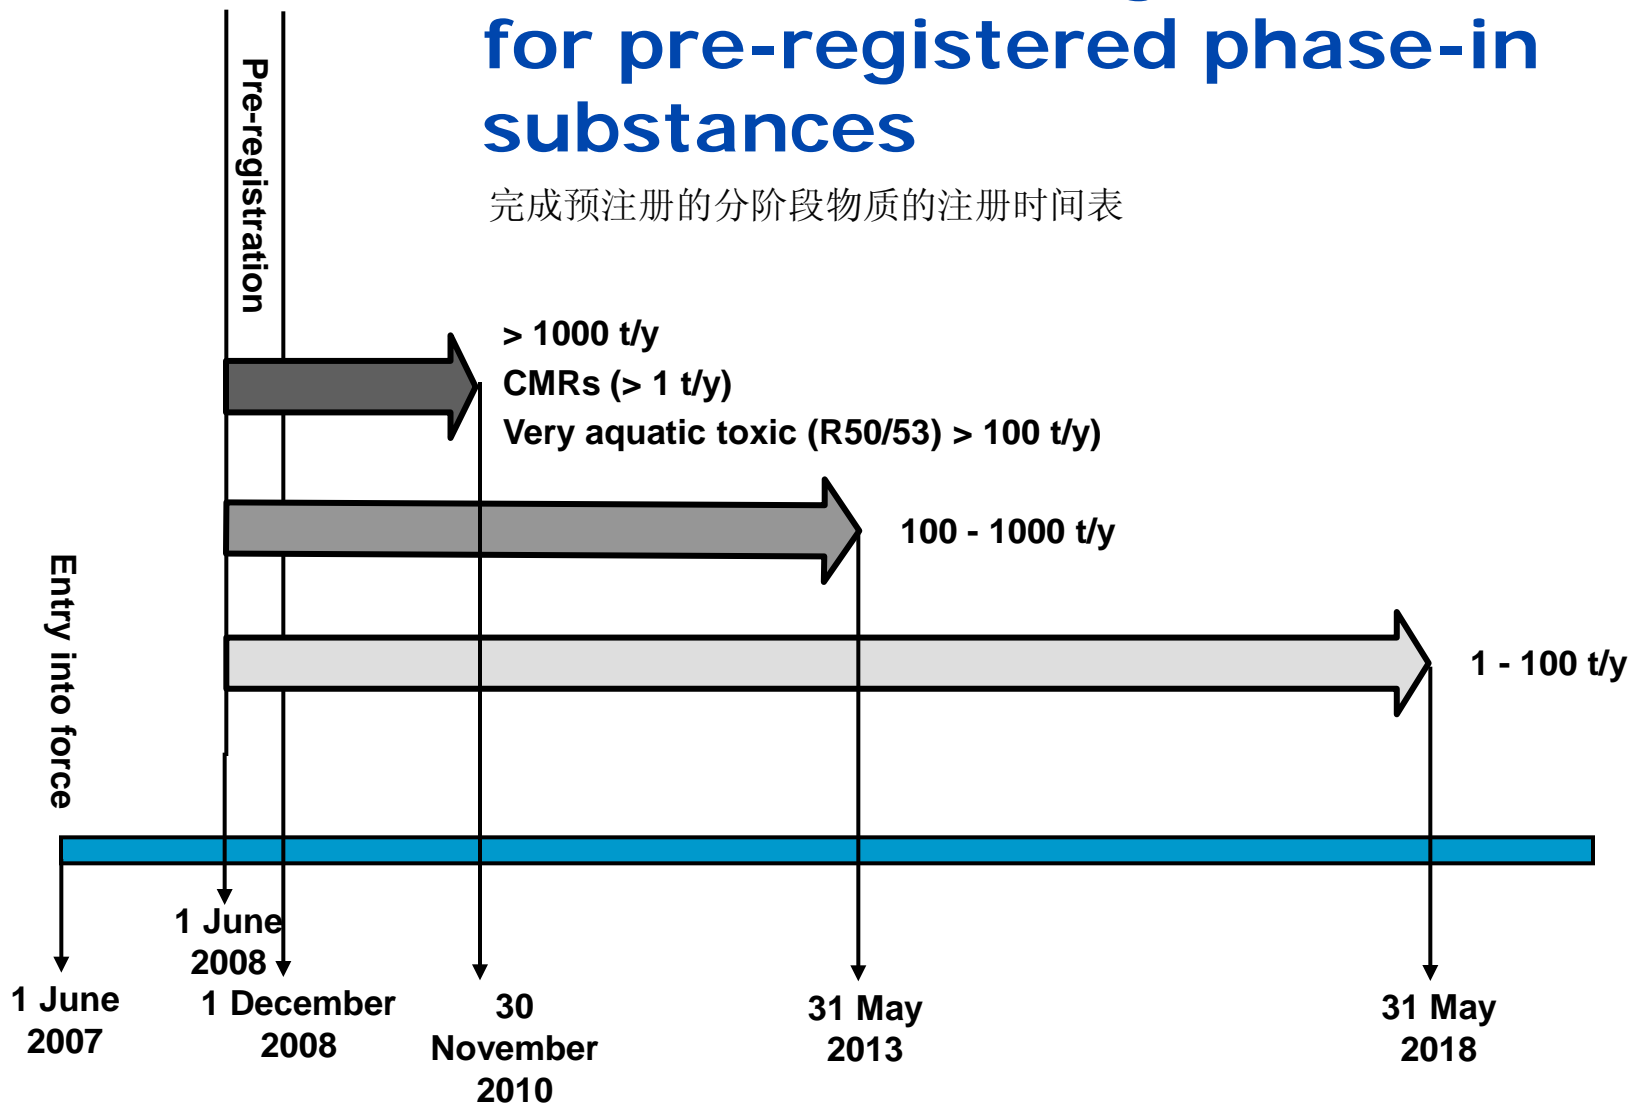 for pre-registered phase-in
substances
完成预注册的分阶段物质的注册时间表
Pre-registration
> 1000 t/y
CMRs (> 1 t/y)
Very aquatic toxic (R50/53) > 100 t/y)
100 - 1000 t/y
1 - 100 t/y
Entry into force
1 June
2007
1 June
2008
1 December
2008
30
November
2010
31 May
2013
31 May
2018